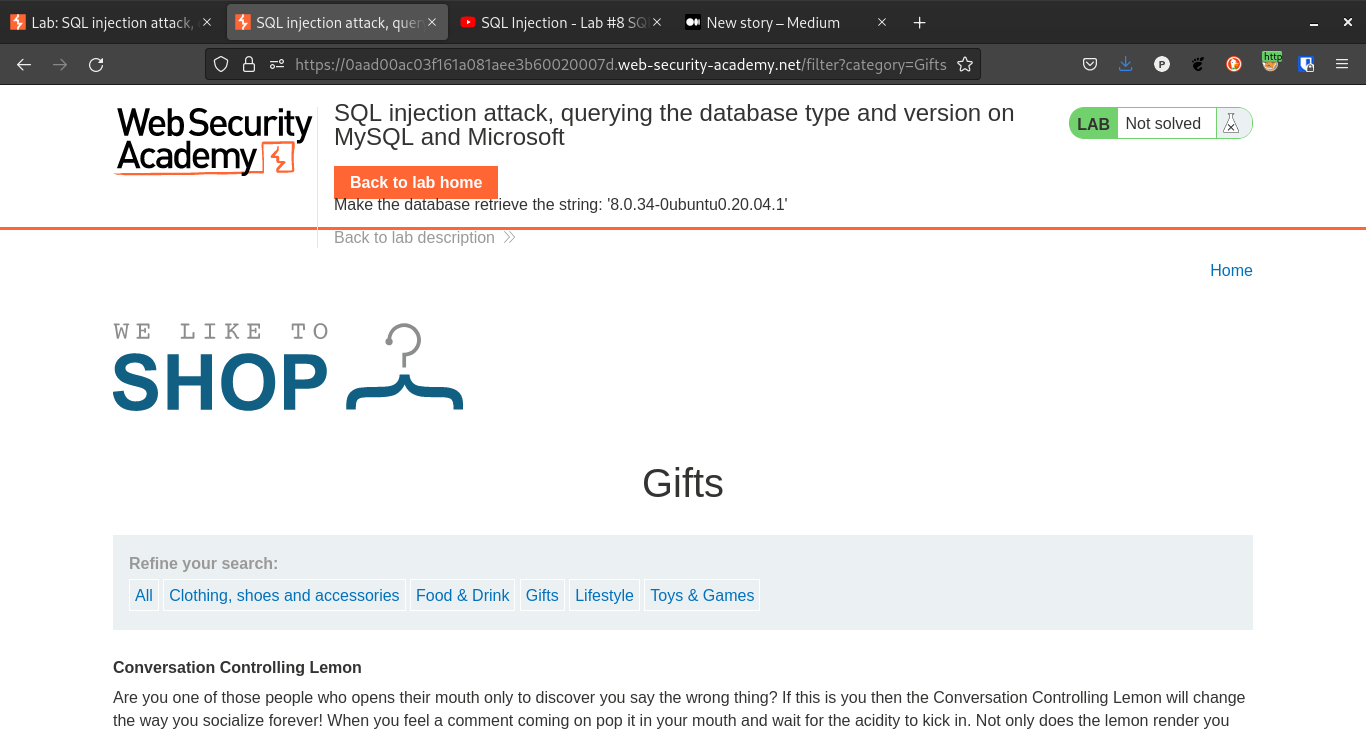 Lab: SQL injection attack,
SQL injection attack, quer
SQL Injection - Lab #8 SQ
New story – Medium
https://0aad00ac03f161a081aee3b60020007d.web-security-academy.net/filter?category=Gifts
P
http
Web Security
Academy
SQL injection attack, querying the database type and version on
MySQL and Microsoft
LAB Not solved
Back to lab home
Make the database retrieve the string: '8.0.34-0ubuntu0.20.04.1'
Back to lab description
Home
WE LIKE TO
SHOP
Gifts
Refine your search:
All Clothing, shoes and accessories Food & Drink Gifts Lifestyle Toys & Games
Conversation Controlling Lemon
Are you one of those people who opens their mouth only to discover you say the wrong thing? If this is you then the Conversation Controlling Lemon will change
the way you socialize forever! When you feel a comment coming on pop it in your mouth and wait for the acidity to kick in. Not only does the lemon render you